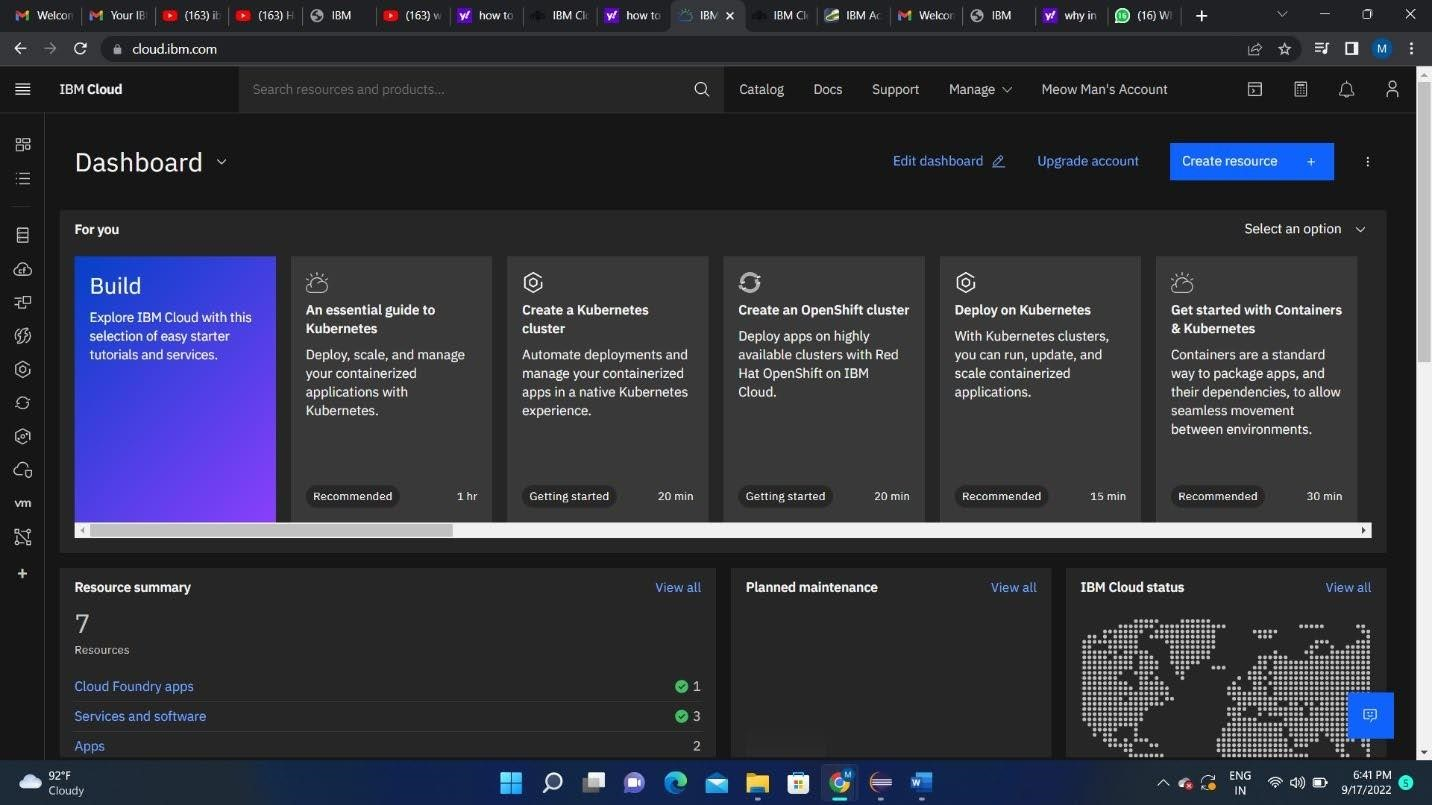 Welcon
Your IB
(163) ib
(163) H
IBM
(163) w
how to
IBM Clo
how to
IBM
IBM Clo
IBM Ac
Welcon
IBM
why in
(16) W
cloud.ibm.com
M
IBM Cloud
Search resources and products...
Catalog
Docs
Support
Manage
Meow Man's Account
Dashboard
Edit dashboard
Upgrade account
Create resource +
For you
Select an option
Build
Explore IBM Cloud with this
selection of easy starter
tutorials and services.
An essential guide to
Kubernetes
Deploy, scale, and manage
your containerized
applications with
Kubernetes.
Recommended
1 hr
Create a Kubernetes
cluster
Automate deployments and
manage your containerized
apps in a native Kubernetes
experience.
Getting started
20 min
Create an OpenShift cluster
Deploy apps on highly
available clusters with Red
Hat OpenShift on IBM
Cloud.
Getting started
20 min
Deploy on Kubernetes
With Kubernetes clusters,
you can run, update, and
scale containerized
applications.
Recommended
15 min
Get started with Containers
& Kubernetes
Containers are a standard
way to package apps, and
their dependencies, to allow
seamless movement
between environments.
Recommended
30 min
cf
vm
Resource summary
View all
7
Resources
Cloud Foundry apps
1
Services and software
3
Apps
2
Planned maintenance
View all
IBM Cloud status
View all
92°F
Cloudy
ENG
IN
6:41 PM
9/17/2022
5